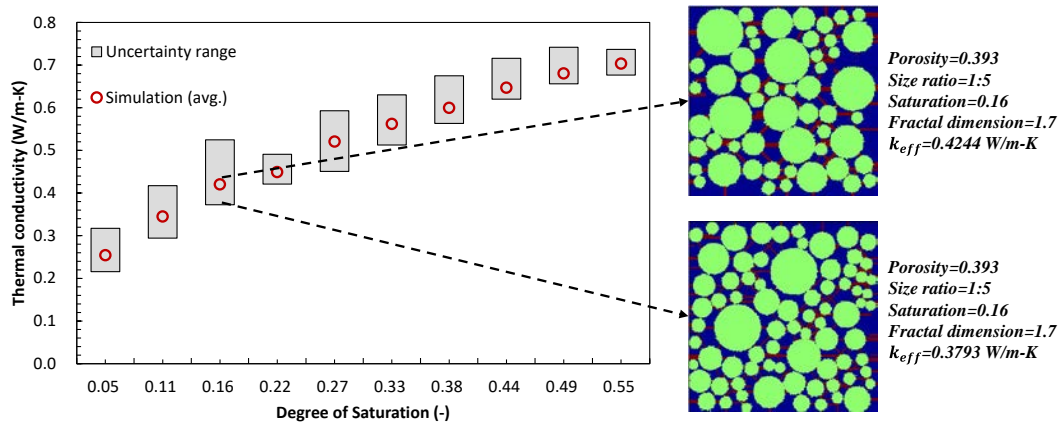 0.8
0.7
0.6
0.5
0.4
0.3
0.2
0.1
0.0
Thermal conductivity (W/m-K)
Uncertainty range
Simulation (avg.)
0.05 0.11 0.16 0.22 0.27 0.33 0.38 0.44 0.49 0.55
Degree of Saturation (-)
Porosity=0.393
Size ratio=1:5
Saturation=0.16
Fractal dimension=1.7
k_eff=0.4244 W/m-K
Porosity=0.393
Size ratio=1:5
Saturation=0.16
Fractal dimension=1.7
k_eff=0.3793 W/m-K